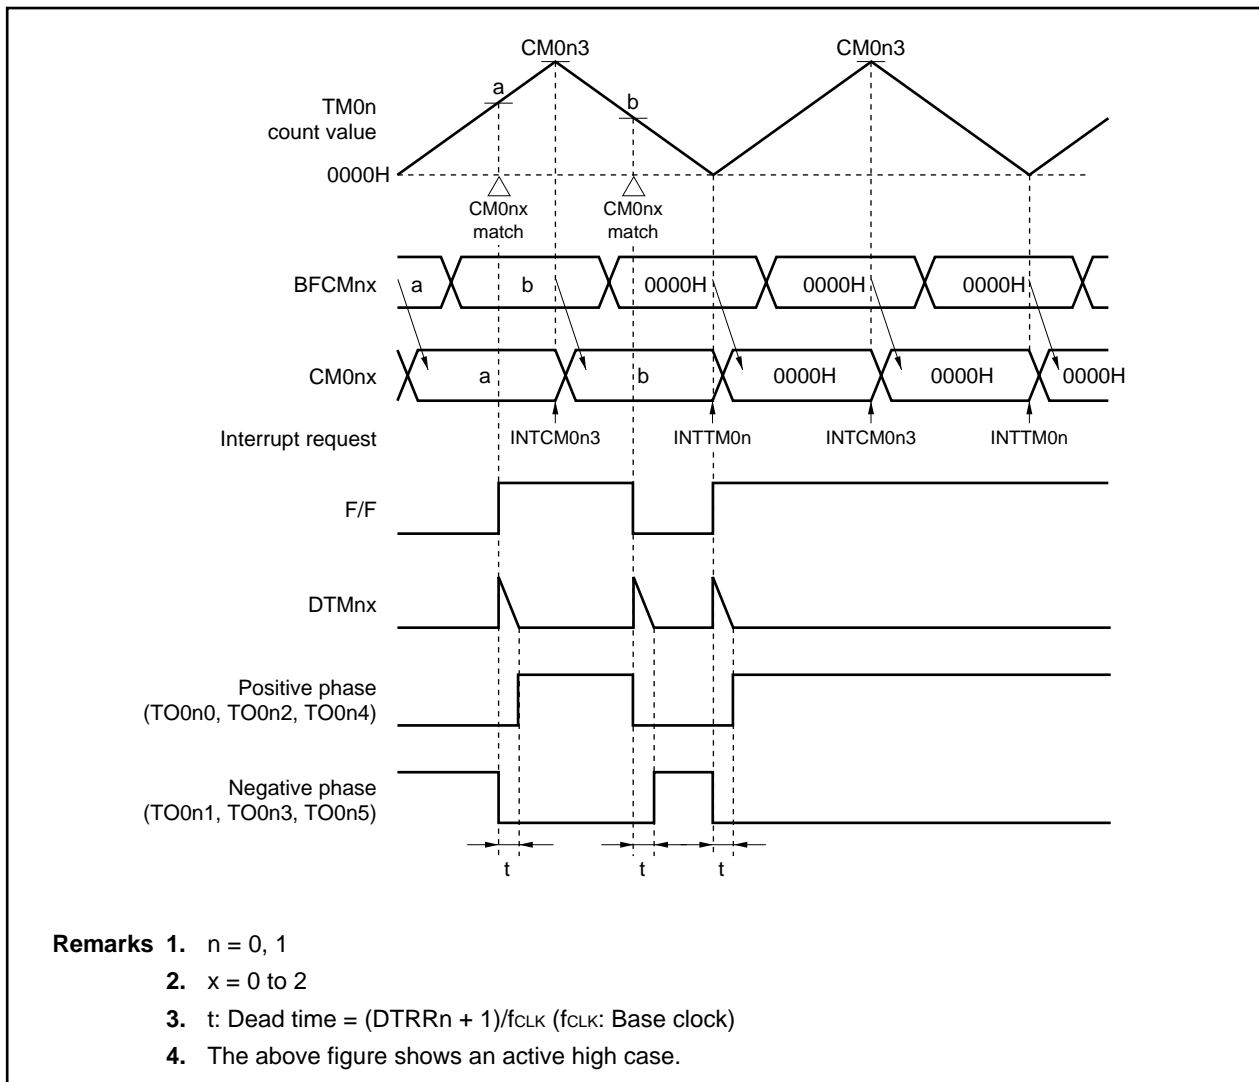 CM0n3 CM0n3
a
b
TM0n
count value
0000H
CM0nx
match
CM0nx
match
BFCMnx a b 0000H 0000H 0000H
CM0nx a b 0000H 0000H 0000H
Interrupt request INTCM0n3 INTTM0n INTCM0n3 INTTM0n
F/F
DTMnx
Positive phase
(TO0n0, TO0n2, TO0n4)
Negative phase
(TO0n1, TO0n3, TO0n5)
t t t
Remarks 1. n = 0, 1
2. x = 0 to 2
3. t: Dead time = (DTRRn + 1)/fCLK (fCLK: Base clock)
4. The above figure shows an active high case.